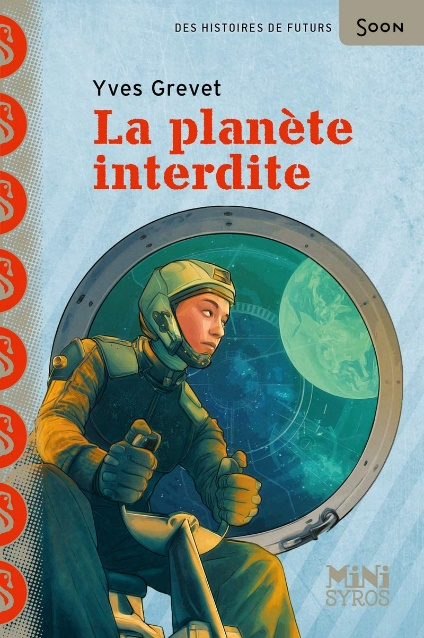 DES HISTOIRES DE FUTURS SOON
Yves Grevet
La planète
interdite
MiNi
SYROS